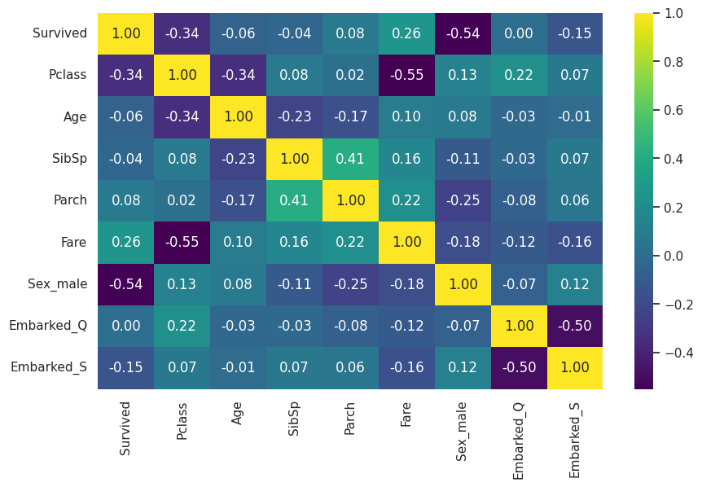 Survived 1.00 -0.34 -0.06 -0.04 0.08 0.26 -0.54 0.00 -0.15
Pclass -0.34 1.00 -0.34 0.08 0.02 -0.55 0.13 0.22 0.07
Age -0.06 -0.34 1.00 -0.23 -0.17 0.10 0.08 -0.03 -0.01
SibSp -0.04 0.08 -0.23 1.00 0.41 0.16 -0.11 -0.03 0.07
Parch 0.08 0.02 -0.17 0.41 1.00 0.22 -0.25 -0.08 0.06
Fare 0.26 -0.55 0.10 0.16 0.22 1.00 -0.18 -0.12 -0.16
Sex_male -0.54 0.13 0.08 -0.11 -0.25 -0.18 1.00 -0.07 0.12
Embarked_Q 0.00 0.22 -0.03 -0.03 -0.08 -0.12 -0.07 1.00 -0.50
Embarked_S -0.15 0.07 -0.01 0.07 0.06 -0.16 0.12 -0.50 1.00
Survived
Pclass
Age
SibSp
Parch
Fare
Sex_male
Embarked_Q
Embarked_S
1.0
0.8
0.6
0.4
0.2
0.0
−0.2
−0.4